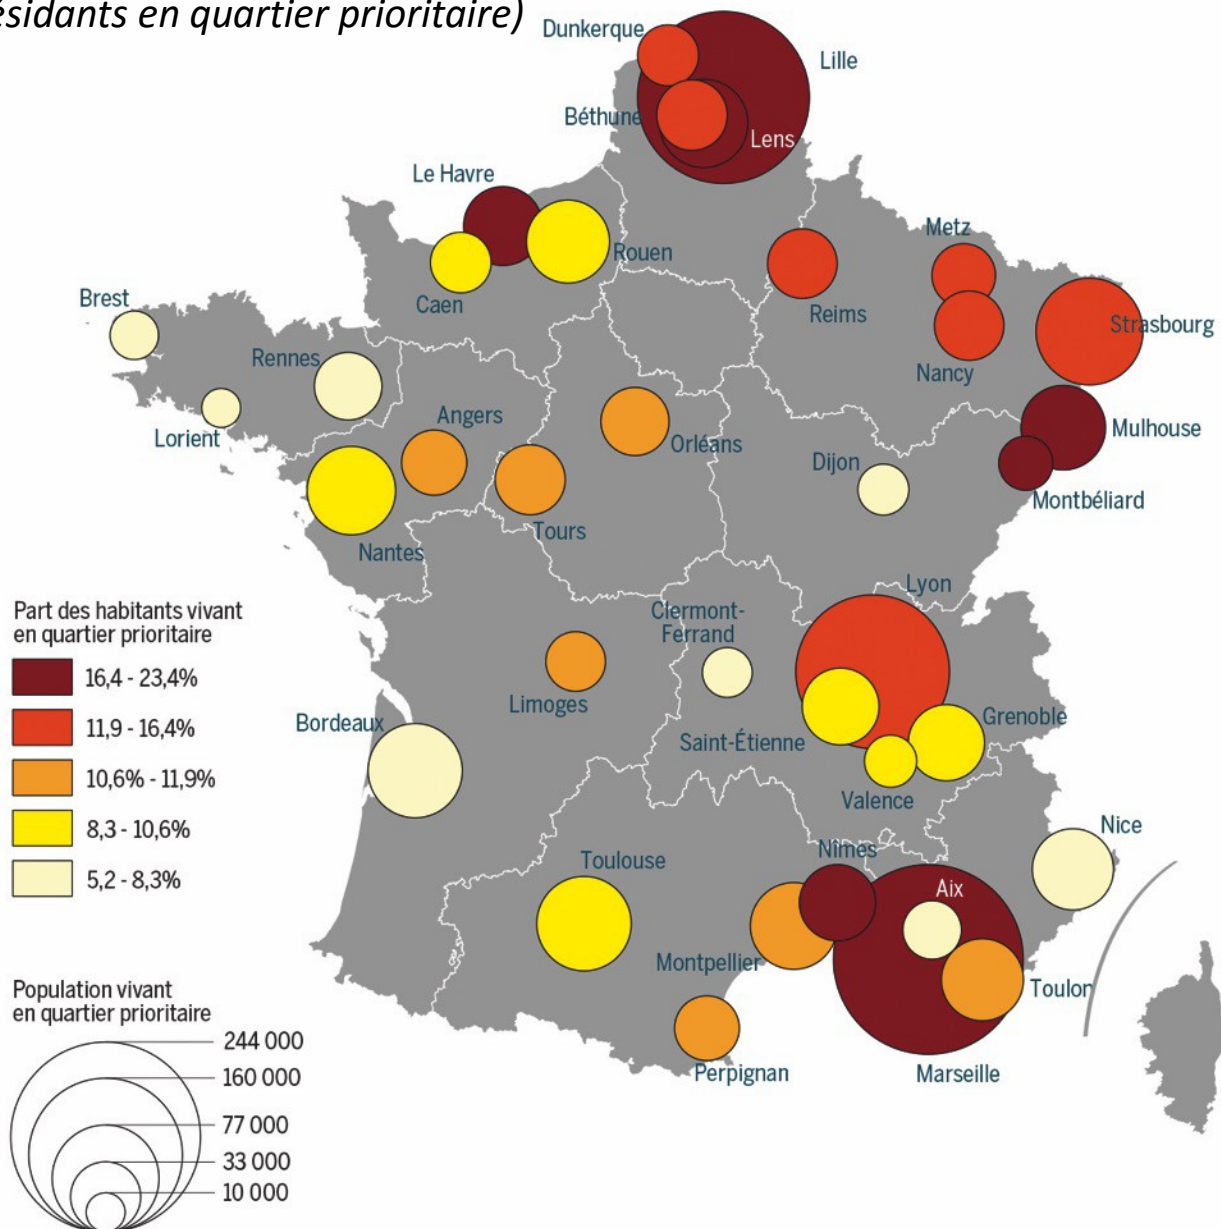 ésidants en quartier prioritaire)
Dunkerque
Lille
Béthune
Lens
Le Havre
Rouen
Caen
Metz
Reims
Strasbourg
Nancy
Brest
Rennes
Lorient
Angers
Orléans
Mulhouse
Dijon
Montbéliard
Tours
Nantes
Lyon
Clermont-
Ferrand
Limoges
Bordeaux
Grenoble
Saint-Étienne
Valence
Nice
Toulouse
Nîmes
Aix
Montpellier
Toulon
Perpignan
Marseille
Part des habitants vivant
en quartier prioritaire
16,4 - 23,4%
11,9 - 16,4%
10,6% - 11,9%
8,3 - 10,6%
5,2 - 8,3%
Population vivant
en quartier prioritaire
244 000
160 000
77 000
33 000
10 000